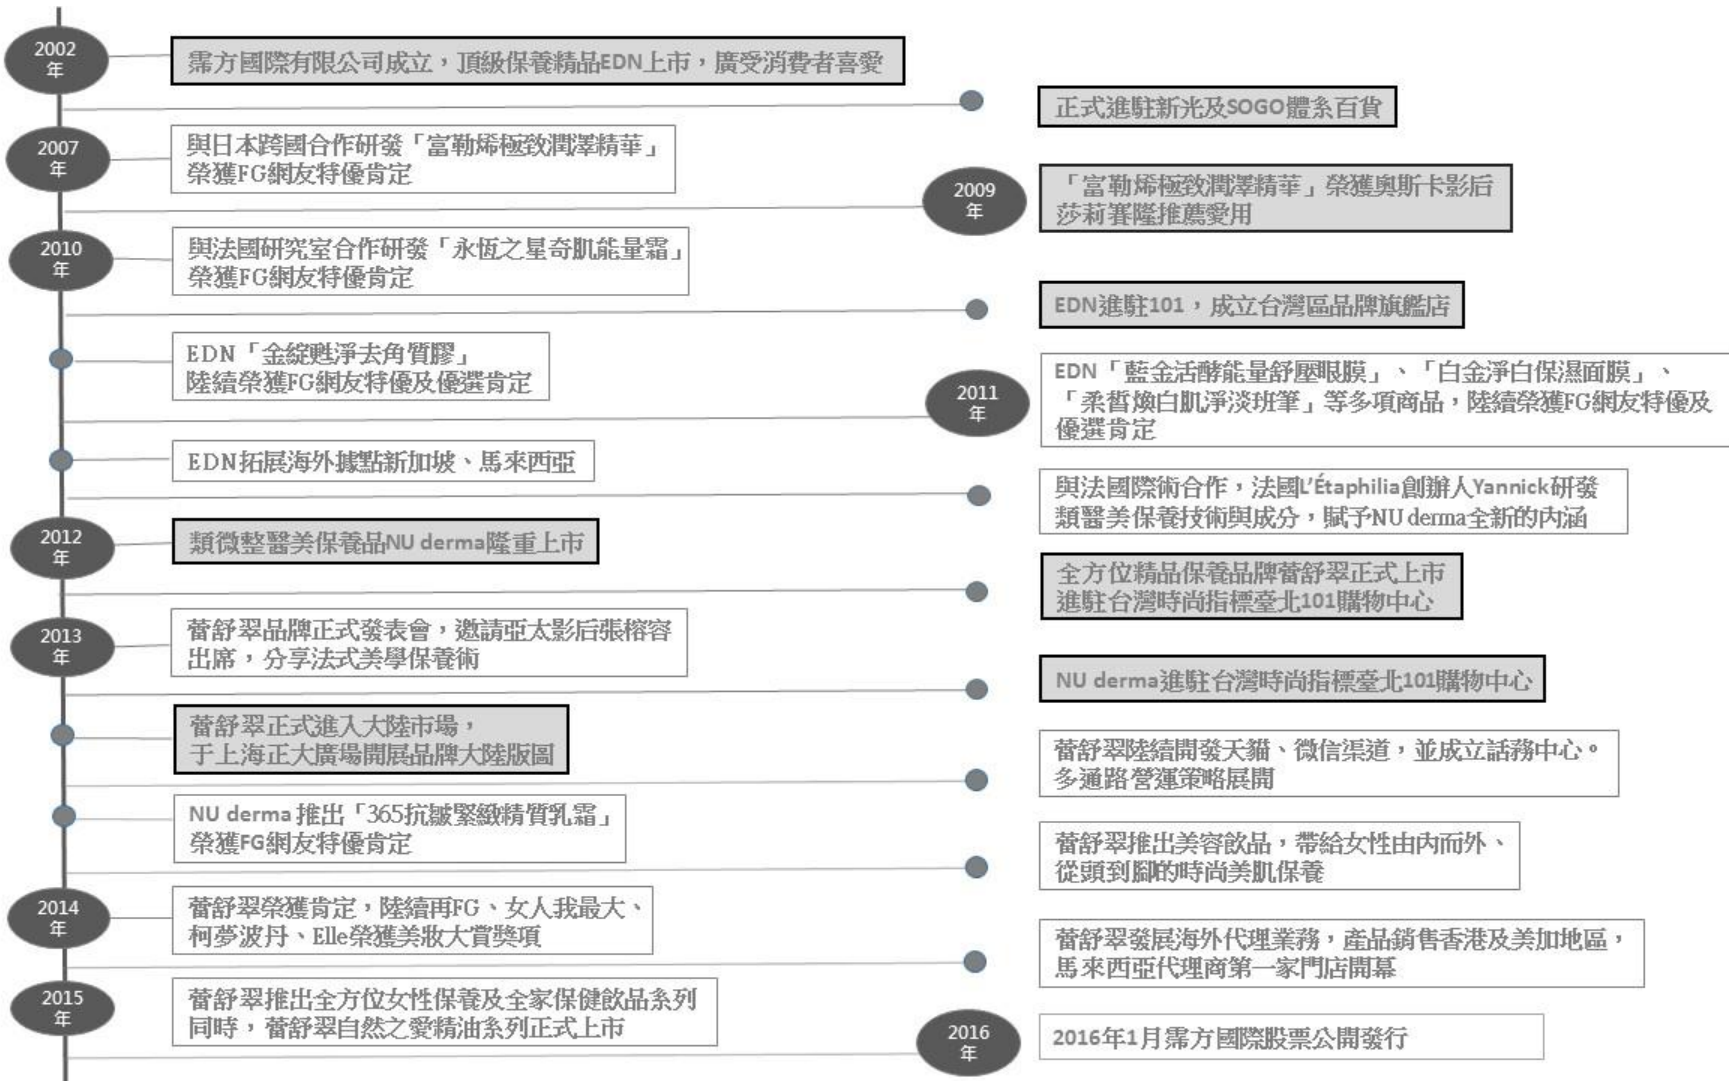 2002
年
霈方國際有限公司成立，頂級保養精品EDN上市，廣受消費者喜愛
正式進駐新光及SOGO體系百貨
2007
年
與日本跨國合作研發「富勒烯極致潤澤精華」
榮獲FG網友特優肯定
2009
年
「富勒烯極致潤澤精華」榮獲奧斯卡影后
莎莉賽隆推薦愛用
2010
年
與法國研究室合作研發「永恆之星奇肌能量霜」
榮獲FG網友特優肯定
EDN進駐101，成立台灣區品牌旗艦店
EDN「金綻甦淨去角質膠」
陸續榮獲FG網友特優及優選肯定
2011
年
EDN「藍金活酵能量舒壓眼膜」、「白金淨白保濕面膜」、
「柔皙煥白肌淨淡班筆」等多項商品，陸續榮獲FG網友特優及
優選肯定
EDN拓展海外據點新加坡、馬來西亞
與法國際術合作，法國L’Étaphilia創辦人Yannick研發
類醫美保養技術與成分，賦予NU derma全新的內涵
2012
年
類微整醫美保養品NU derma隆重上市
全方位精品保養品牌蕾舒翠正式上市
進駐台灣時尚指標臺北101購物中心
2013
年
蕾舒翠品牌正式發表會，邀請亞太影后張榕容
出席，分享法式美學保養術
NU derma進駐台灣時尚指標臺北101購物中心
蕾舒翠正式進入大陸市場，
于上海正大廣場開展品牌大陸版圖
蕾舒翠陸續開發天貓、微信渠道，並成立話務中心。
多通路營運策略展開
NU derma 推出「365抗皺緊緻精質乳霜」
榮獲FG網友特優肯定
蕾舒翠推出美容飲品，帶給女性由內而外、
從頭到腳的時尚美肌保養
2014
年
蕾舒翠榮獲肯定，陸續再FG、女人我最大、
柯夢波丹、Elle榮獲美妝大賞獎項
蕾舒翠發展海外代理業務，產品銷售香港及美加地區，
馬來西亞代理商第一家門店開幕
2015
年
蕾舒翠推出全方位女性保養及全家保健飲品系列
同時，蕾舒翠自然之愛精油系列正式上市
2016
年
2016年1月霈方國際股票公開發行